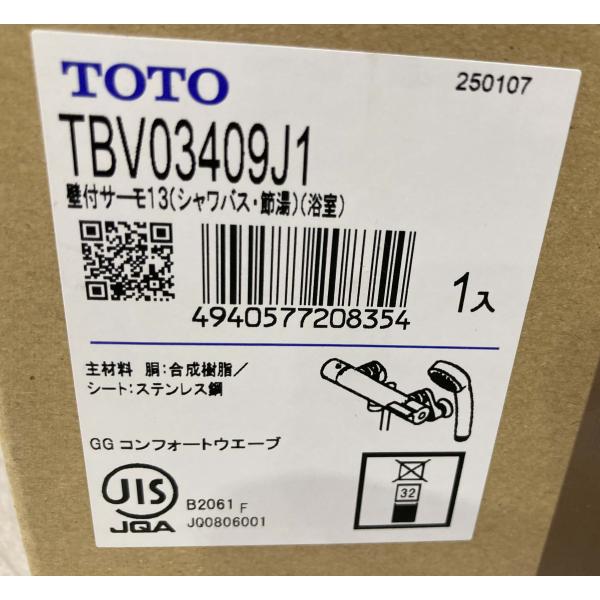 TOTO
250107
TBV03409J1
壁付サーモ13(シャワバス・節湯)(浴室)
4940577208354
1入
主材料 胴:合成樹脂/
シート:ステンレス鋼
GG コンフォートウエーブ
JIS
JQA
B2061 F
JQ0806001
32